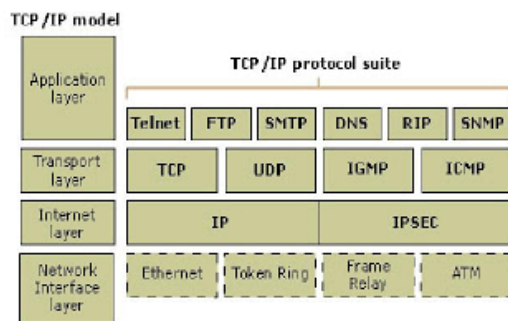 TCP/IP model
Application
layer
TCP/IP protocol suite
Telnet FTP SMTP DNS RIP SNMP
Transport
layer
TCP UDP IGMP ICMP
Internet
layer
IP IPSEC
Network
Interface
layer
Ethernet Token Ring Frame
Relay ATM